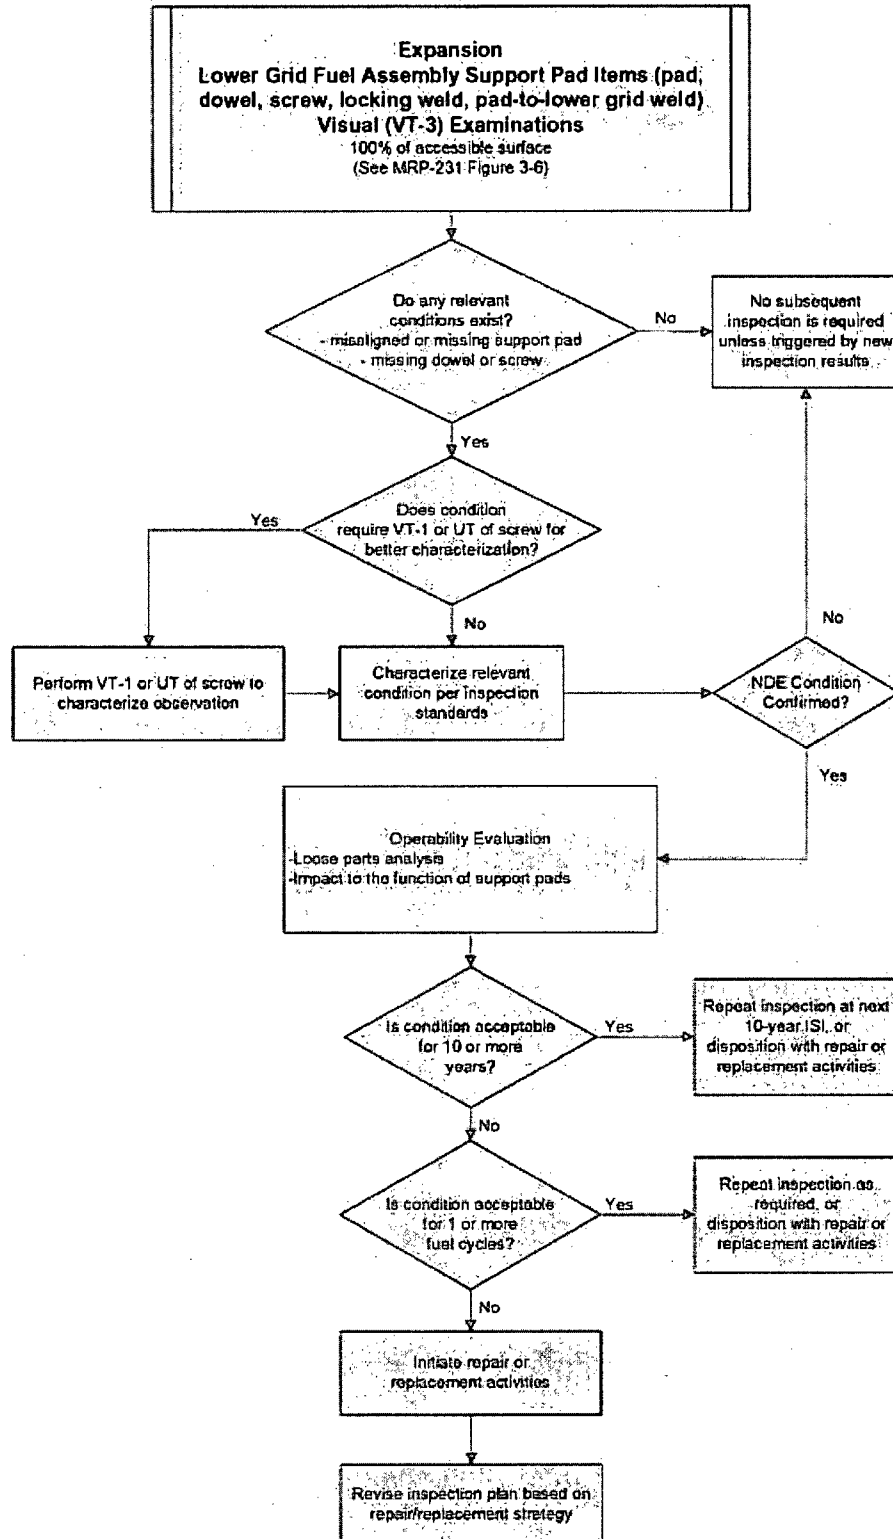 Expansion
Lower Grid Fuel Assembly Support Pad Items (pad,
dowel, screw, locking weld, pad-to-lower grid weld)
Visual (VT-3) Examinations
100% of accessible surface
(See MRP-231 Figure 3-6)
Do any relevant
conditions exist?
- misaligned or missing support pad
- missing dowel or screw
No
No subsequent
inspection is required
unless triggered by new
inspection results
Yes
Does condition
require VT-1 or UT of screw for
better characterization?
Yes
No
No
Perform VT-1 or UT of screw to
characterize observation
Characterize relevant
condition per Inspection
standards
NDE Condition
Confirmed?
Yes
Operability Evaluation
-Loose parts analysis
-Impact to the function of support pads
Is condition acceptable
for 10 or more
years?
Yes
Repeat inspection at next
10-year ISI, or
disposition with repair or
replacement activities
No
Is condition acceptable
for 1 or more
fuel cycles?
Yes
Repeat inspection as
required, or
disposition with repair or
replacement activities
No
Initiate repair or
replacement activities
Revise inspection plan based on
repair/replacement strategy